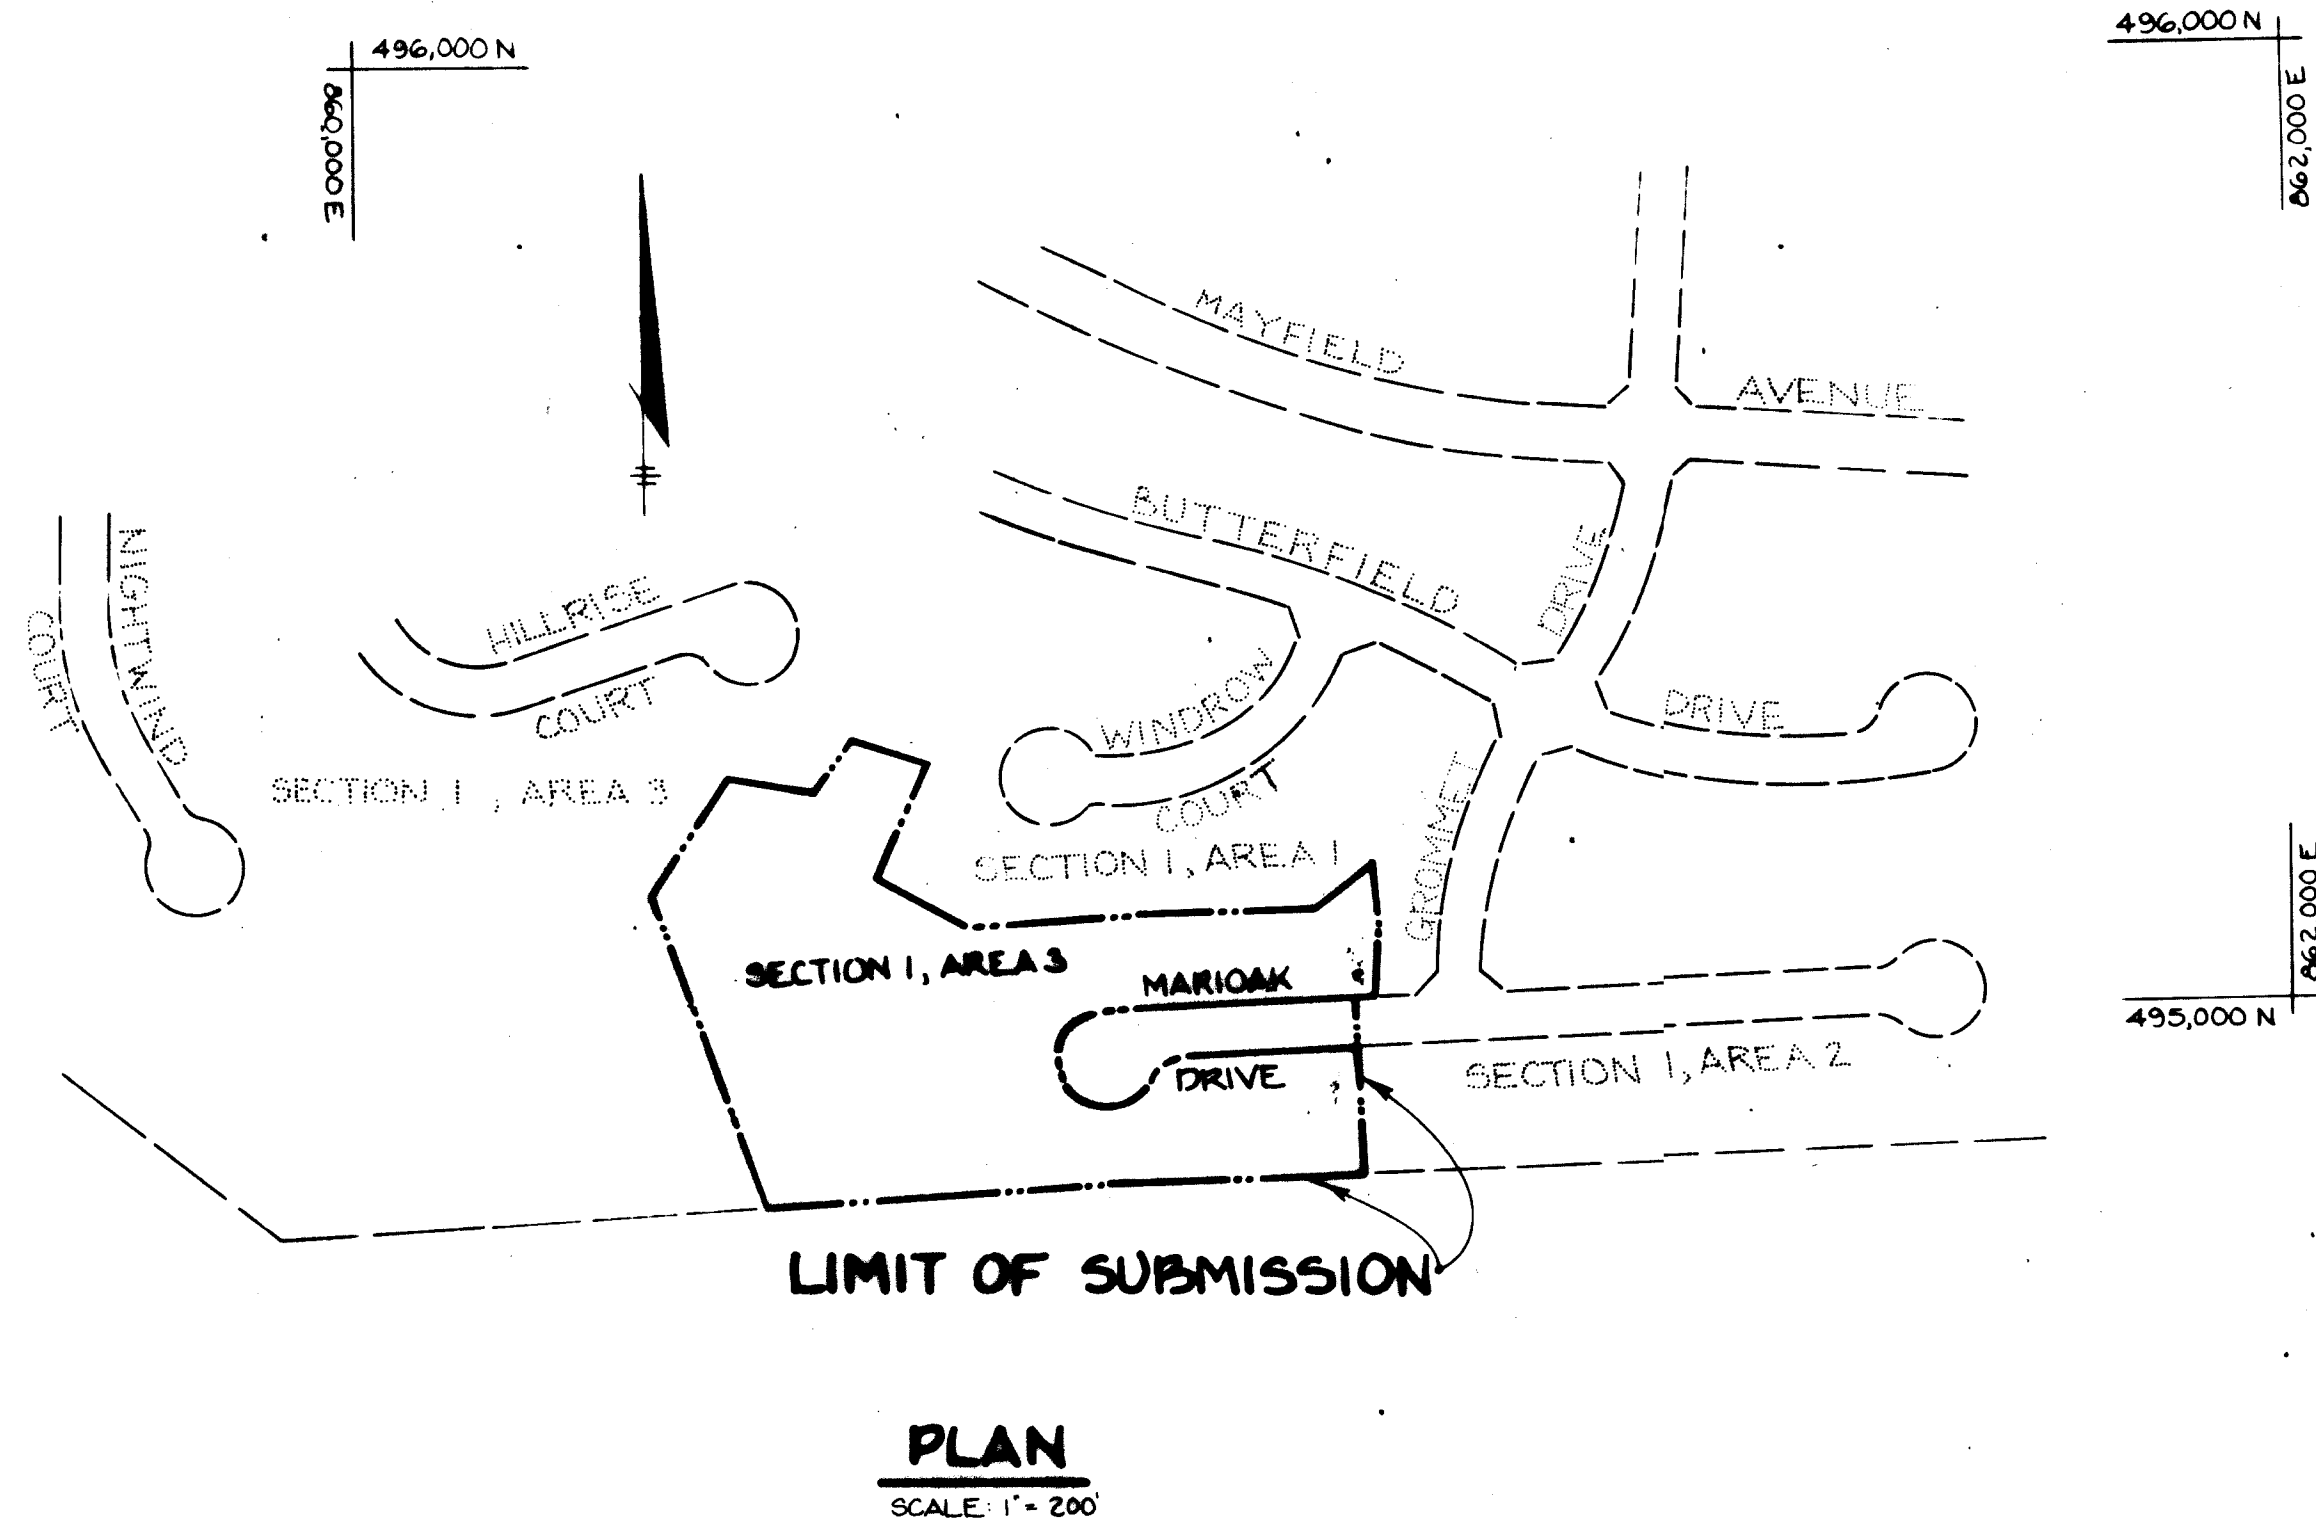 496,000 N
496,000 N
860,000 E
862,000 E
MAYFIELD
AVENUE
BUTTERFIELD
DRIVE
NIGHTWIND
COURT
HILLRISE
COURT
WINDROW
COURT
DRIVE
GROMMET
SECTION 1, AREA 3
SECTION 1, AREA 1
862 000 E
SECTION 1, AREA 3
MARIOAK
DRIVE
495,000 N
SECTION 1, AREA 2
LIMIT OF SUBMISSION
PLAN
SCALE: 1" = 200'